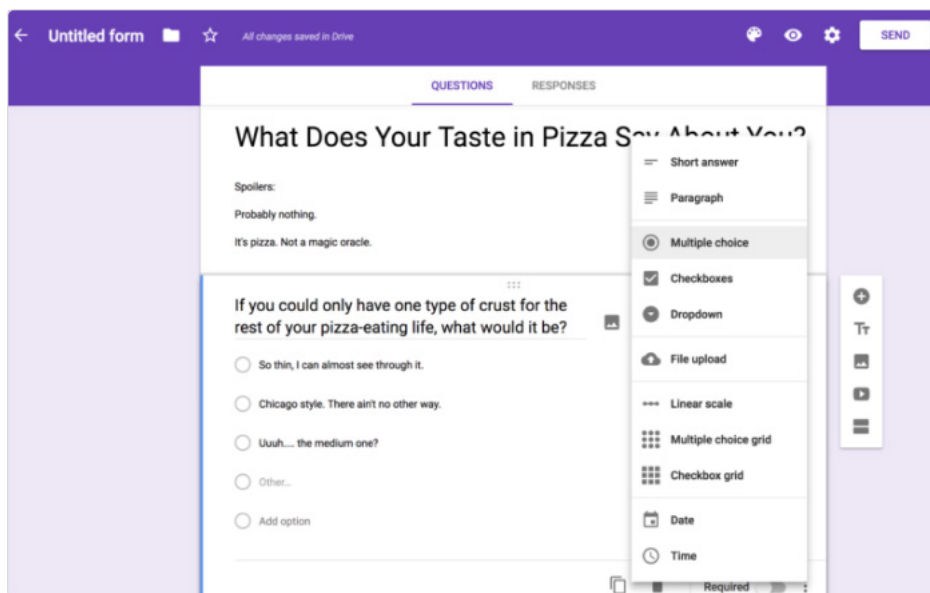 Untitled form
All changes saved in Drive
SEND
QUESTIONS
RESPONSES
What Does Your Taste in Pizza Say About You?
Spoilers:
Probably nothing.
It's pizza. Not a magic oracle.
If you could only have one type of crust for the
rest of your pizza-eating life, what would it be?
So thin, I can almost see through it.
Chicago style. There ain't no other way.
Uuuh.... the medium one?
Other...
Add option
Short answer
Paragraph
Multiple choice
Checkboxes
Dropdown
File upload
Linear scale
Multiple choice grid
Checkbox grid
Date
Time
Required
Tт